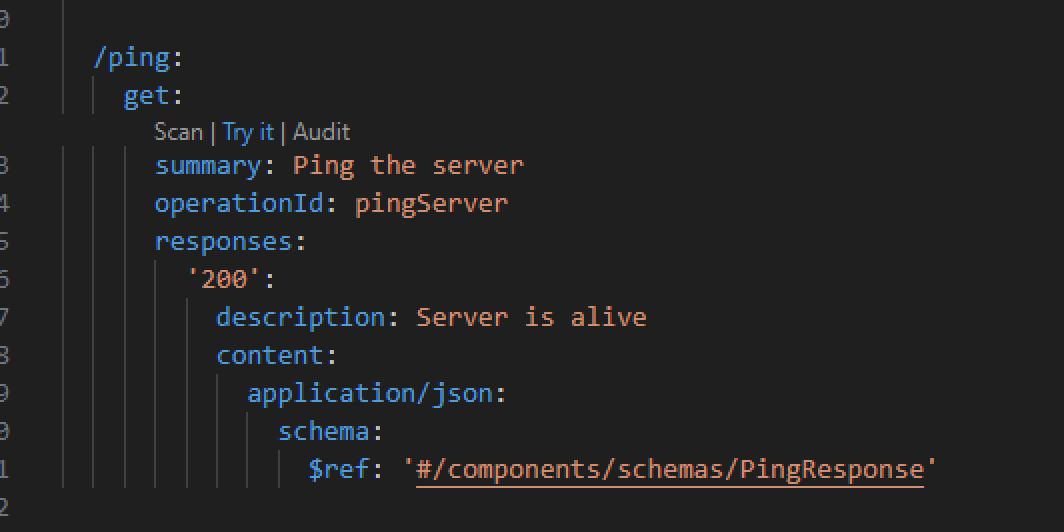 0
1 /ping:
2 get:
Scan | Try it | Audit
3 summary: Ping the server
4 operationId: pingServer
5 responses:
6 '200':
7 description: Server is alive
8 content:
9 application/json:
0 schema:
1 $ref: '#/components/schemas/PingResponse'
2